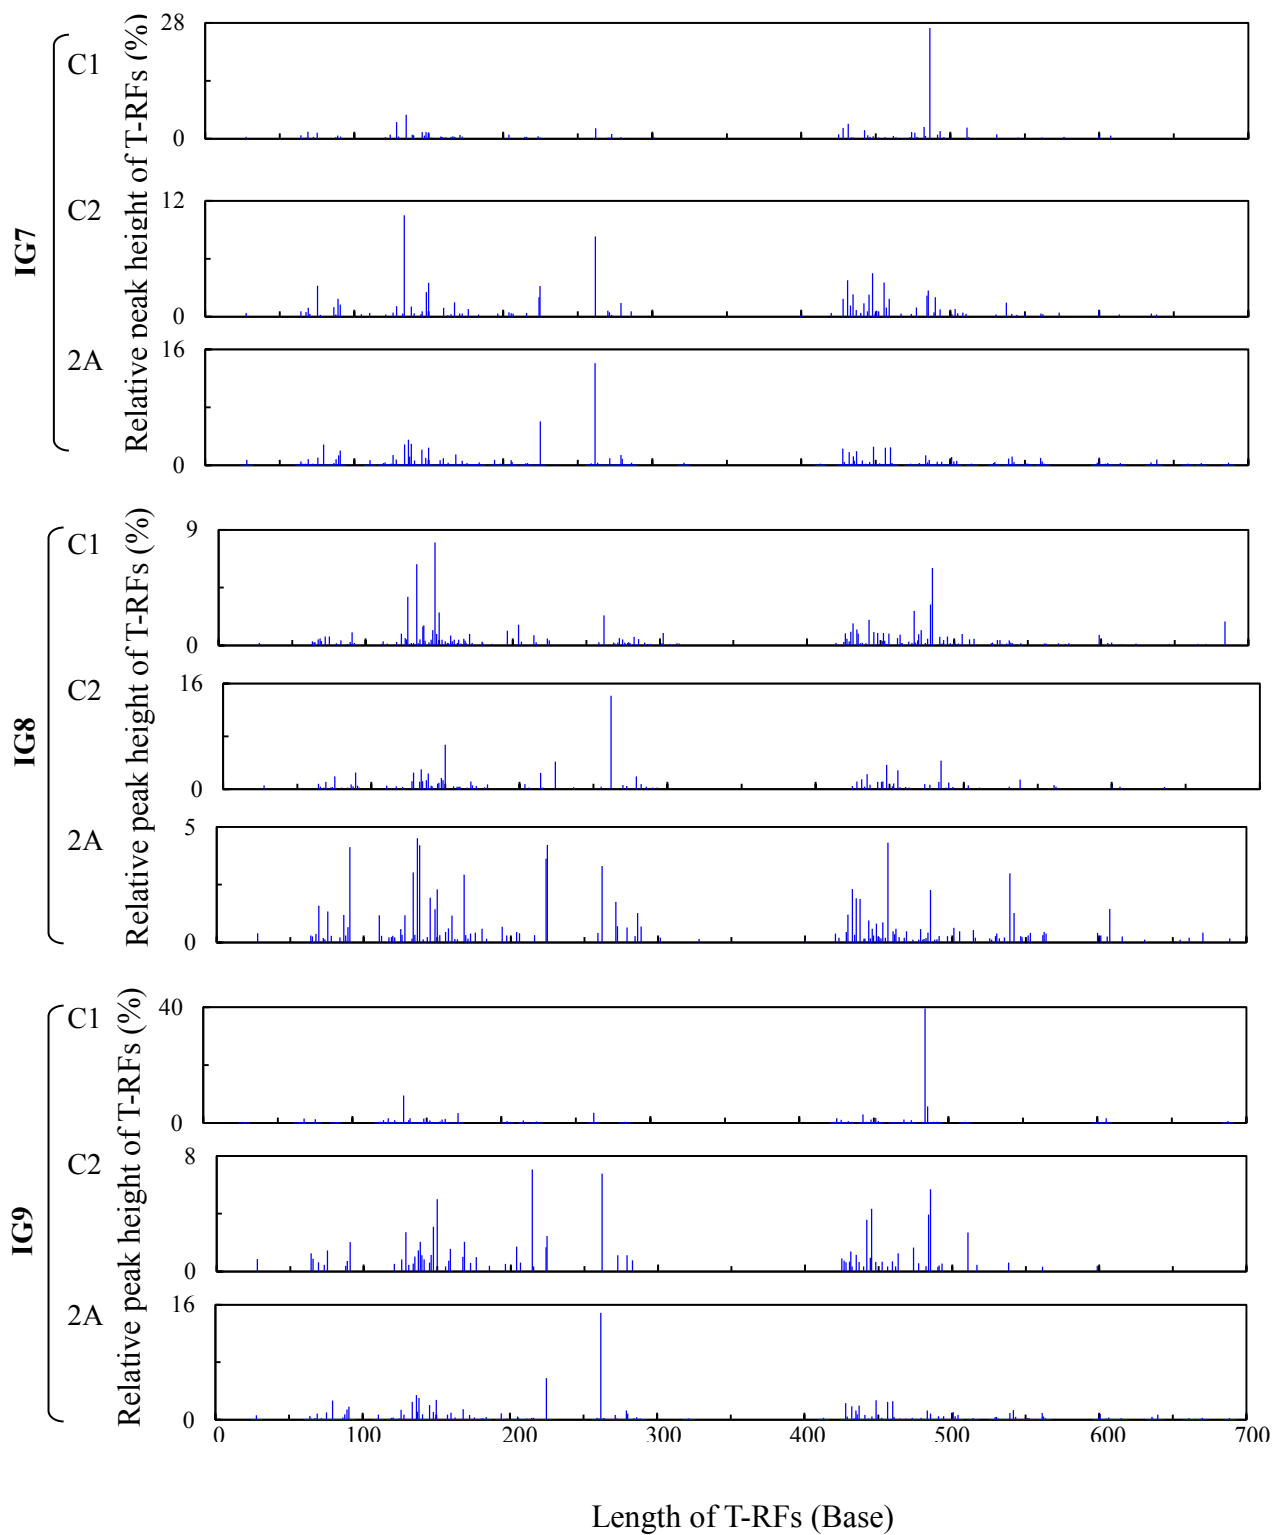 IG7
Relative peak height of T-RFs (%)
C1
28
0
C2
12
0
2A
16
0
IG8
Relative peak height of T-RFs (%)
C1
9
0
C2
16
0
2A
5
0
IG9
Relative peak height of T-RFs (%)
C1
40
0
C2
8
0
2A
16
0
0 100 200 300 400 500 600 700
Length of T-RFs (Base)